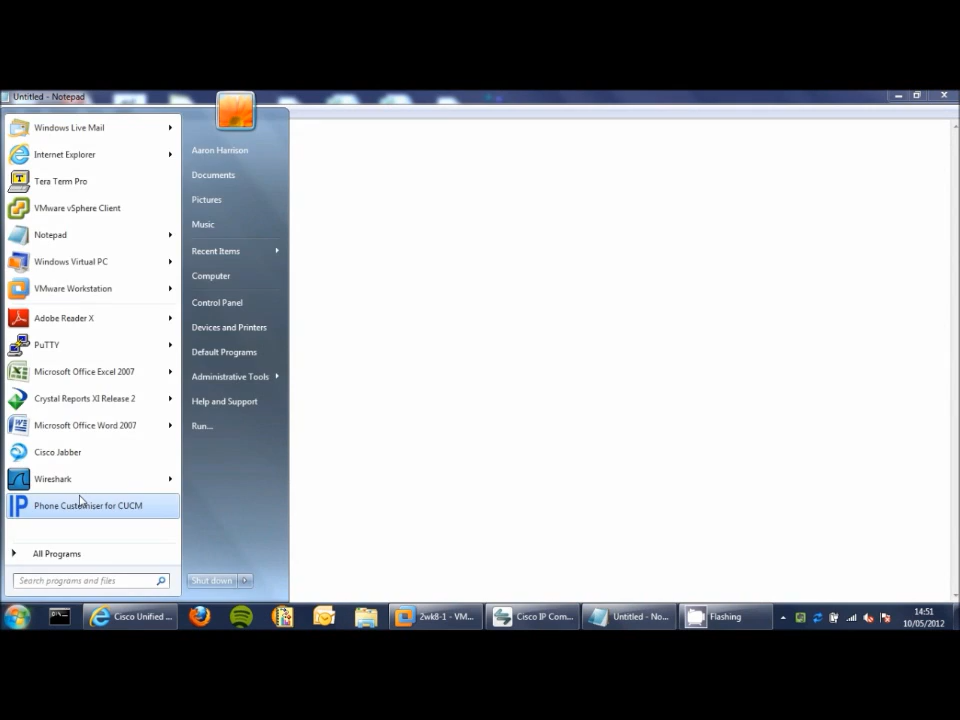 Untitled - Notepad
Windows Live Mail
Internet Explorer
Tera Term Pro
VMware vSphere Client
Notepad
Windows Virtual PC
VMware Workstation
Adobe Reader X
PuTTY
Microsoft Office Excel 2007
Crystal Reports XI Release 2
Microsoft Office Word 2007
Cisco Jabber
Wireshark
IP
Phone Customiser for CUCM
All Programs
Search programs and files
Aaron Harrison
Documents
Pictures
Music
Recent Items
Computer
Control Panel
Devices and Printers
Default Programs
Administrative Tools
Help and Support
Run...
Shut down
Cisco Unified ...
2wk8-1 - VM...
Cisco IP Com...
Untitled - No...
Flashing
14:51
10/05/2012